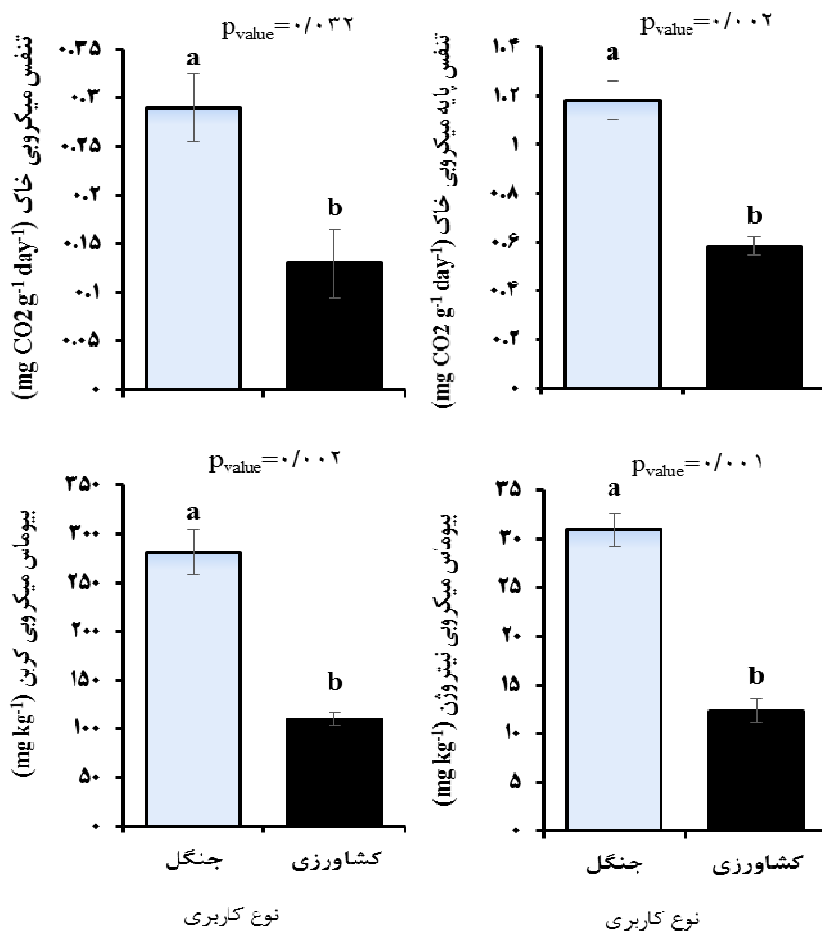 pvalue=۰/۰۳۲
تنفس میکروبی خاک (mg CO2 g-1 day-1)
۰.۳۵
۰.۳
۰.۲۵
۰.۲
۰.۱۵
۰.۱
۰.۰۵
۰
a
b
pvalue=۰/۰۰۲
تنفس پایه میکروبی خاک (mg CO2 g-1 day-1)
۱.۴
۱.۲
۱
۰.۸
۰.۶
۰.۴
۰.۲
۰
a
b
pvalue=۰/۰۰۲
بیوماس میکروبی کربن (mg kg-1)
۳۵۰
۳۰۰
۲۵۰
۲۰۰
۱۵۰
۱۰۰
۵۰
۰
a
b
جنگل کشاورزی
نوع کاربری
pvalue=۰/۰۰۱
بیوماس میکروبی نیتروژن (mg kg-1)
۳۵
۳۰
۲۵
۲۰
۱۵
۱۰
۵
۰
a
b
جنگل کشاورزی
نوع کاربری